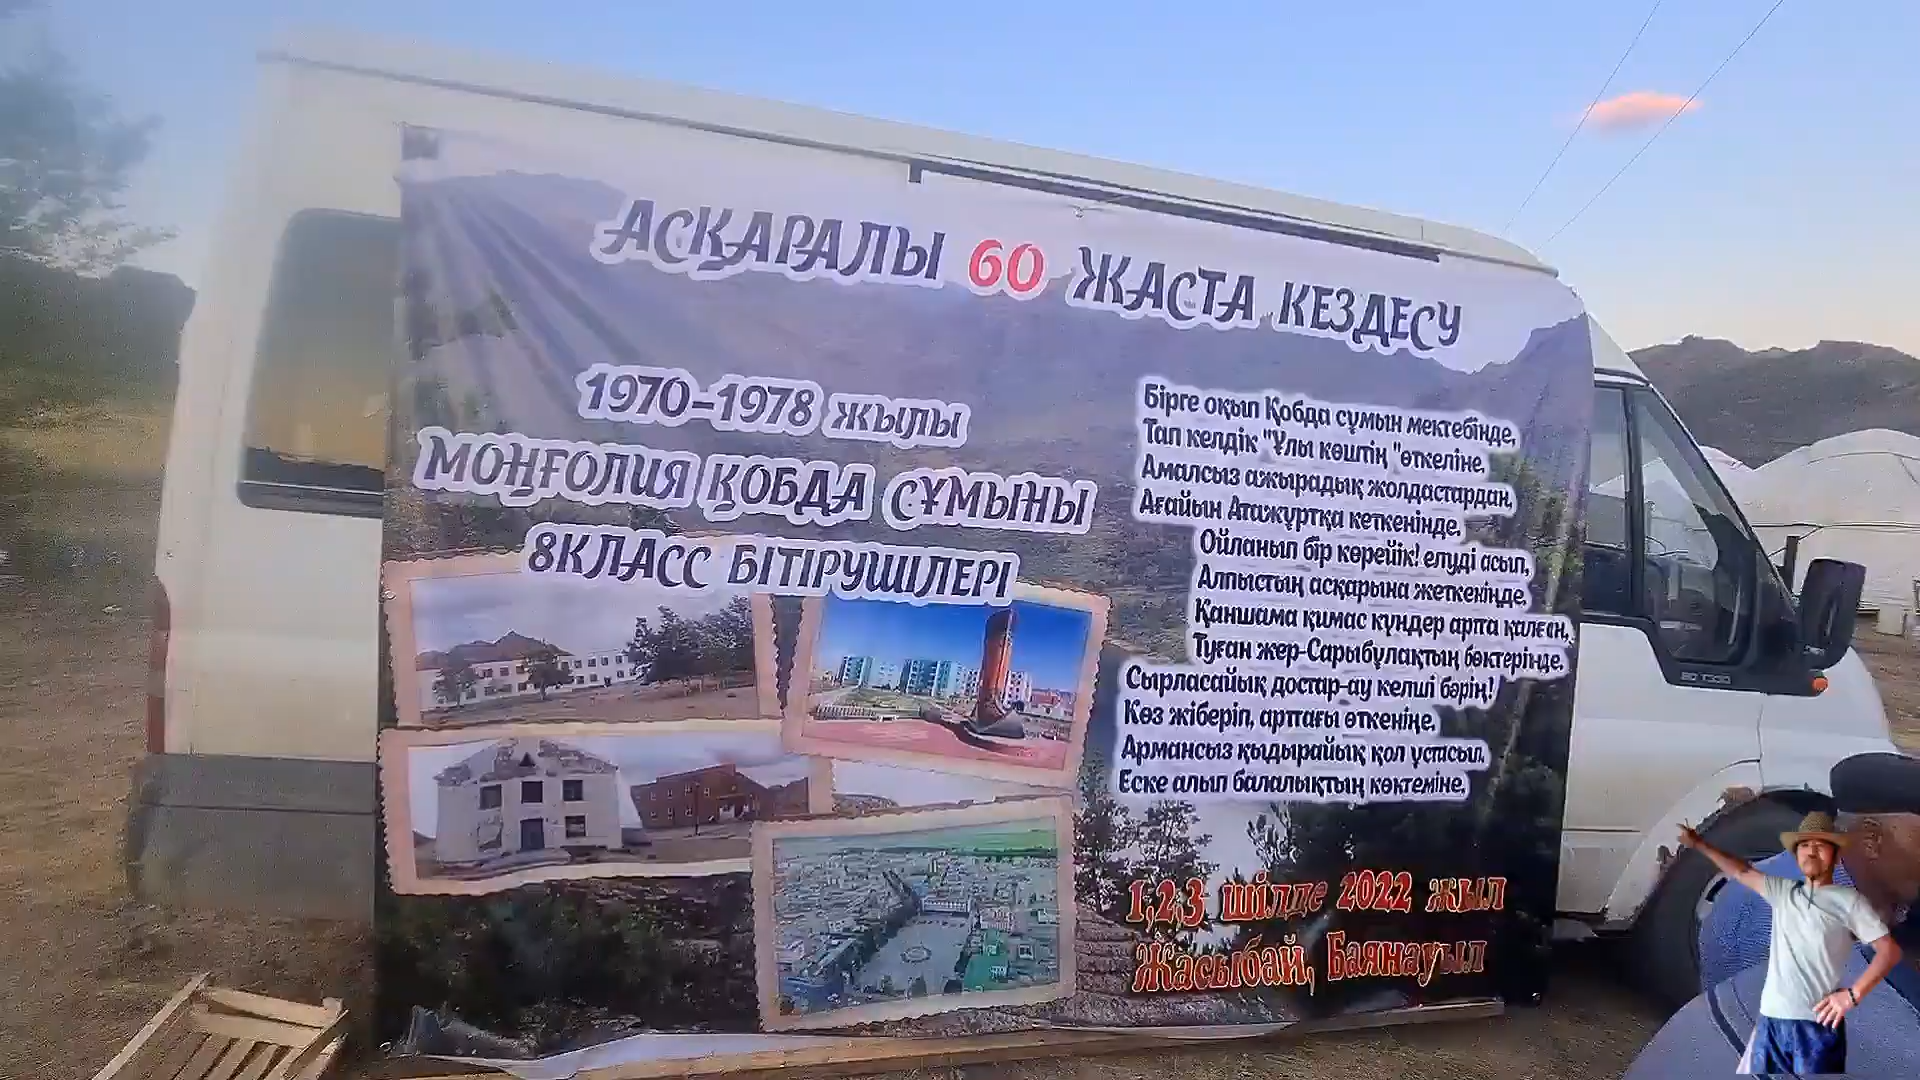 АСҚАРАЛЫ 60 ЖАСТА КЕЗДЕСУ
1970-1978 ЖЫЛЫ
МОҢҒОЛИЯ ҚОБДА СҰМЫНЫ
8КЛАСС БІТІРУШІЛЕРІ
Бірге оқып Қобда сұмын мектебінде,
Тап келдік "Ұлы көштің "өткеліне.
Амалсыз ажырадық жолдастардан,
Ағайын Атажұртқа кеткенінде.
Ойланып бір көрейік! елуді асып,
Алпыстың асқарына жеткенінде.
Қаншама қимас күндер артта қалған,
Туған жер-Сарыбұлақтың бөктерінде.
Сырласайық достар-ау келші бәрің!
Көз жіберіп, арттағы өткеніңе,
Армансыз қыдырайық қол ұстасып.
Еске алып балалықтың көктеміне.
1,2,3 шілде 2022 жыл
Жасыбай, Баянауыл